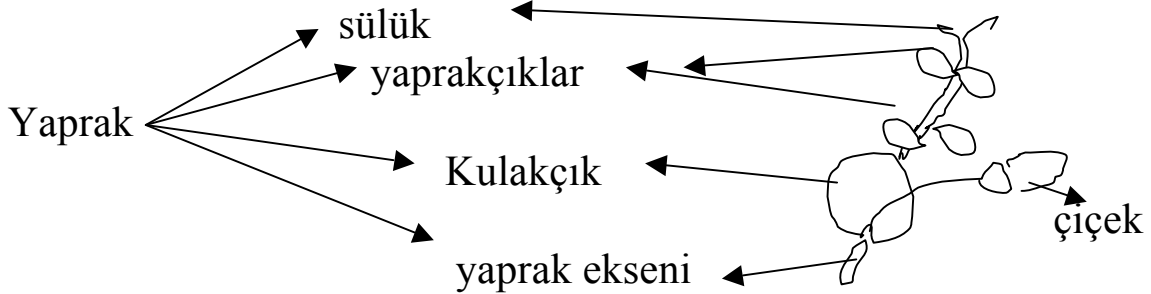 sülük
yaprakçıklar
Yaprak
Kulakçık
çiçek
yaprak ekseni